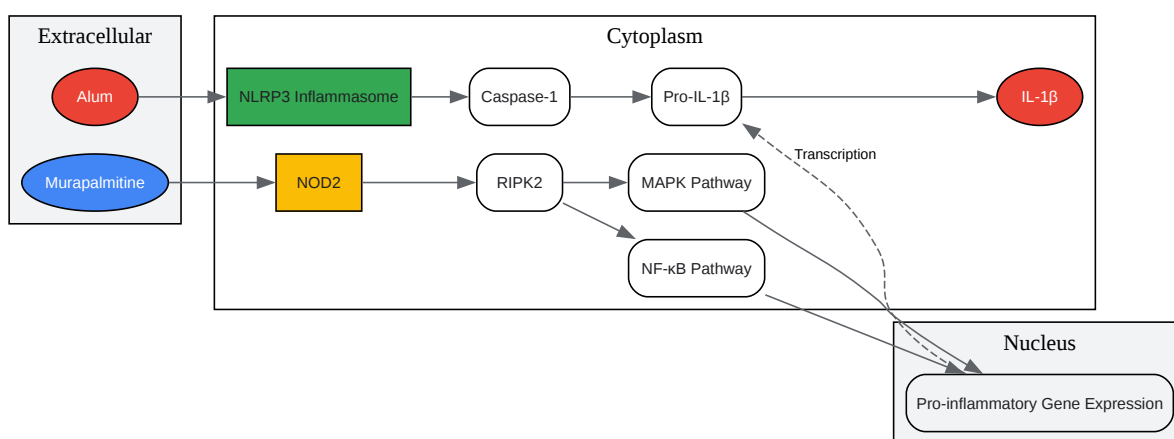 Extracellular
Cytoplasm
Alum
NLRP3 Inflammasome
Caspase-1
Pro-IL-1β
IL-1β
Transcription
Murapalmitine
NOD2
RIPK2
MAPK Pathway
NF-κB Pathway
Nucleus
Pro-inflammatory Gene Expression